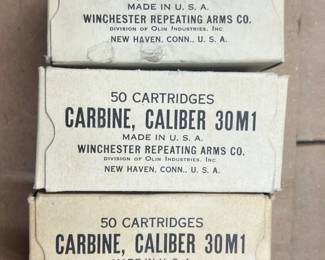 MADE IN U. S. A.
WINCHESTER REPEATING ARMS CO.
DIVISION OF OLIN INDUSTRIES, INC
NEW HAVEN, CONN., U. S. A.
50 CARTRIDGES
CARBINE, CALIBER 30M1
MADE IN U. S. A.
WINCHESTER REPEATING ARMS CO.
DIVISION OF OLIN INDUSTRIES, INC
NEW HAVEN, CONN., U. S. A.
50 CARTRIDGES
CARBINE, CALIBER 30M1
MADE IN U. S. A.